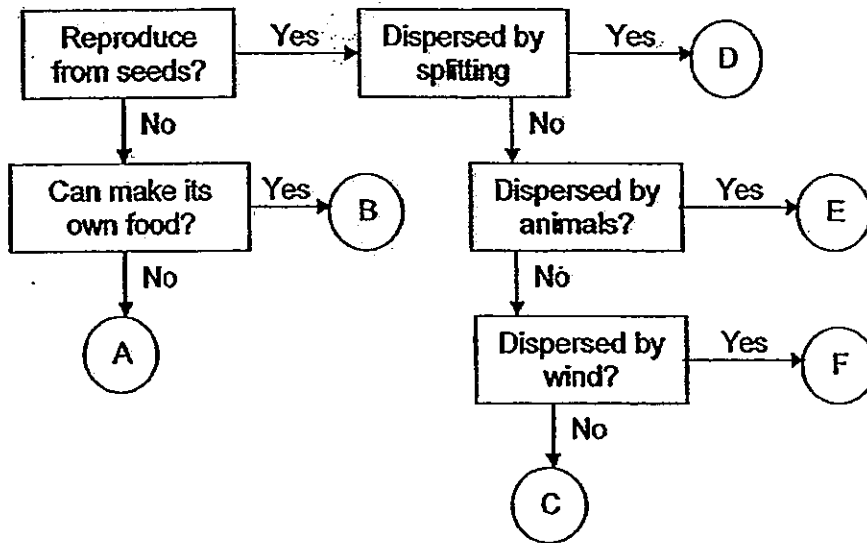 Reproduce
from seeds?
Yes
Dispersed by
splitting
Yes
D
No
No
Can make its
own food?
Yes
B
Dispersed by
animals?
Yes
E
No
No
A
Dispersed by
wind?
Yes
F
No
C